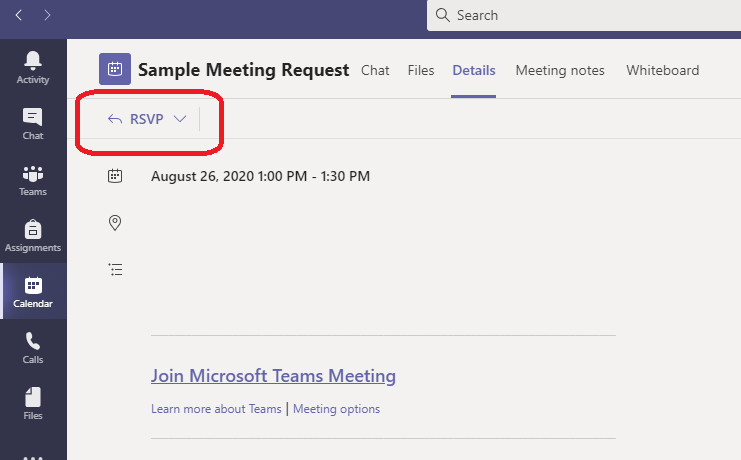 Search
Activity
Chat
Teams
Assignments
Calendar
Calls
Files
Sample Meeting Request Chat Files Details Meeting notes Whiteboard
RSVP
August 26, 2020 1:00 PM - 1:30 PM
Join Microsoft Teams Meeting
Learn more about Teams | Meeting options